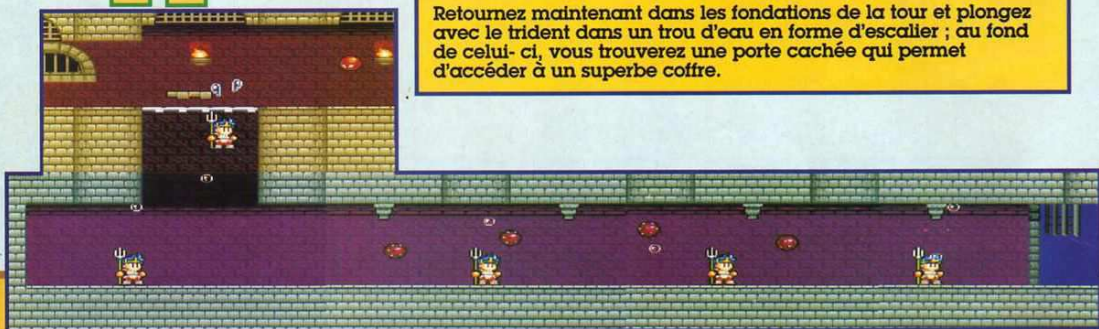 Retournez maintenant dans les fondations de la tour et plongez
avec le trident dans un trou d'eau en forme d'escalier ; au fond
de celui- ci, vous trouverez une porte cachée qui permet
d'accéder à un superbe coffre.